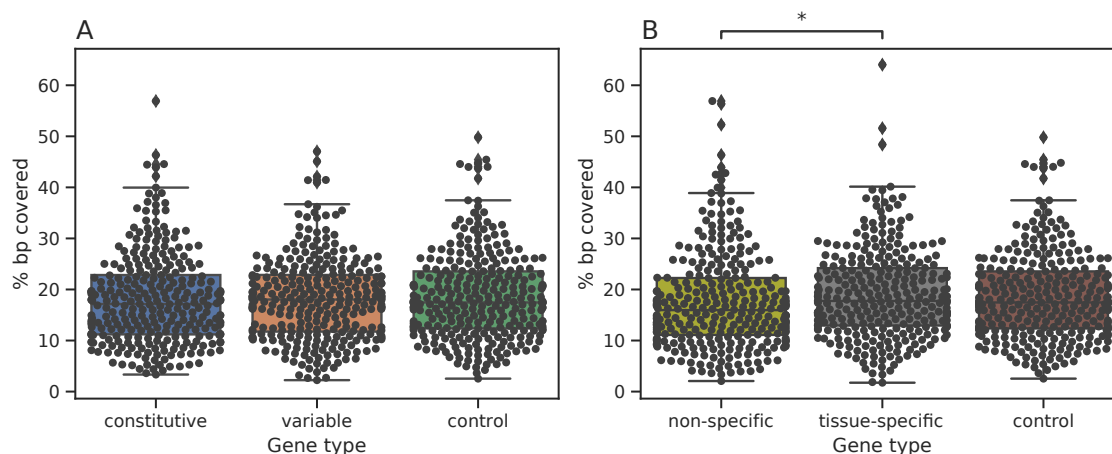 A
% bp covered
60
50
40
30
20
10
0
constitutive
variable
control
Gene type
B
*
% bp covered
60
50
40
30
20
10
0
non-specific
tissue-specific
control
Gene type